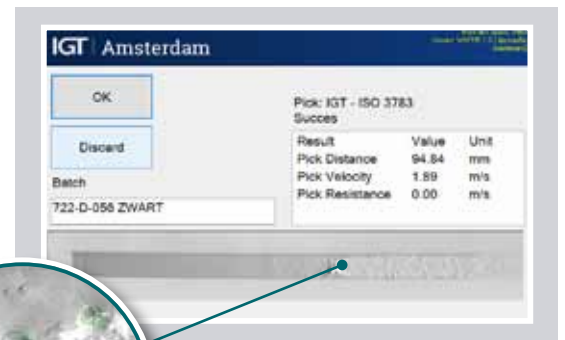 IGT Amsterdam
OK
Pick: IGT - ISO 3783
Succes
Discard
Result Value Unit
Pick Distance 94.84 mm
Pick Velocity 1.89 m/s
Pick Resistance 0.00 m/s
Batch
722-D-056 ZWART